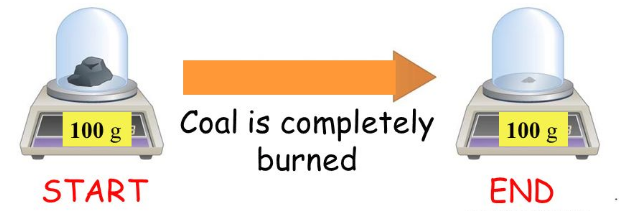 100 g
100 g
Coal is completely
burned
START
END